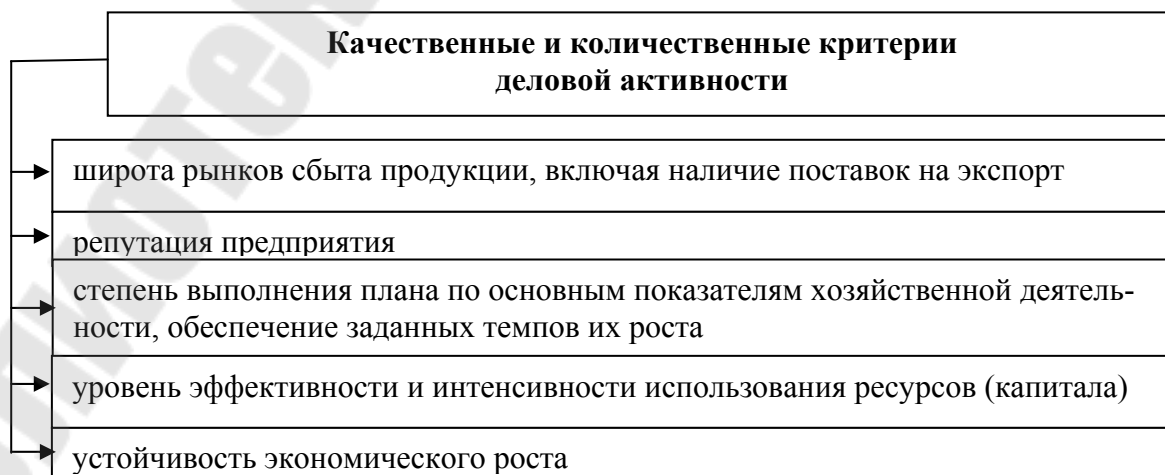 Качественные и количественные критерии
деловой активности
широта рынков сбыта продукции, включая наличие поставок на экспорт
репутация предприятия
степень выполнения плана по основным показателям хозяйственной деятель-
ности, обеспечение заданных темпов их роста
уровень эффективности и интенсивности использования ресурсов (капитала)
устойчивость экономического роста